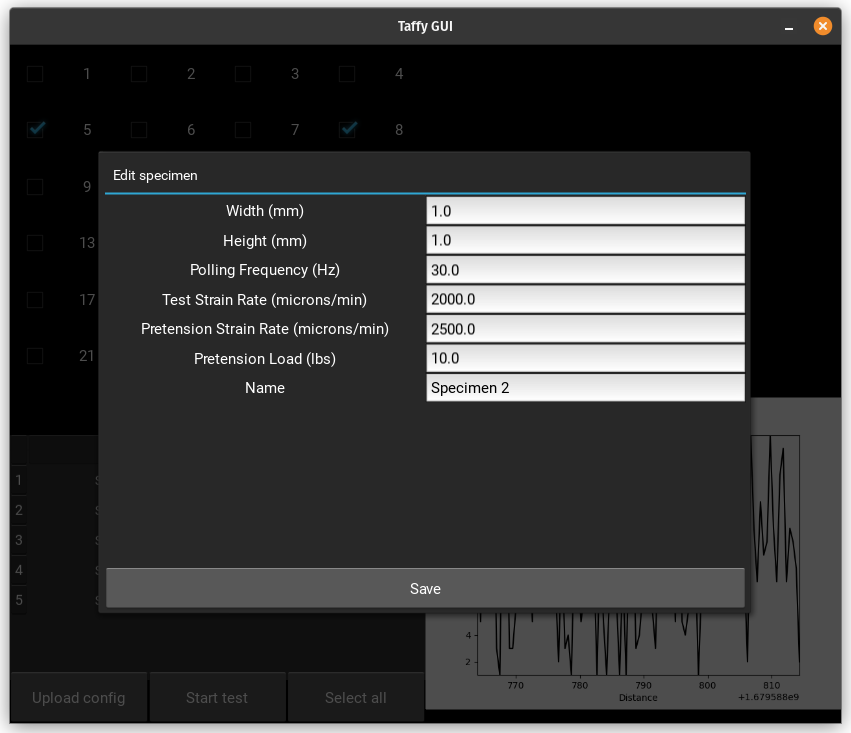 Taffy GUI
1 2 3 4
5 6 7 8
Edit specimen
9
Width (mm) 1.0
Height (mm) 1.0
13
Polling Frequency (Hz) 30.0
Test Strain Rate (microns/min) 2000.0
17
Pretension Strain Rate (microns/min) 2500.0
21
Pretension Load (lbs) 10.0
Name Specimen 2
1
2
3
4
5
Save
4
2
770 780 790 800 810
Distance +1.679588e9
Upload config Start test Select all